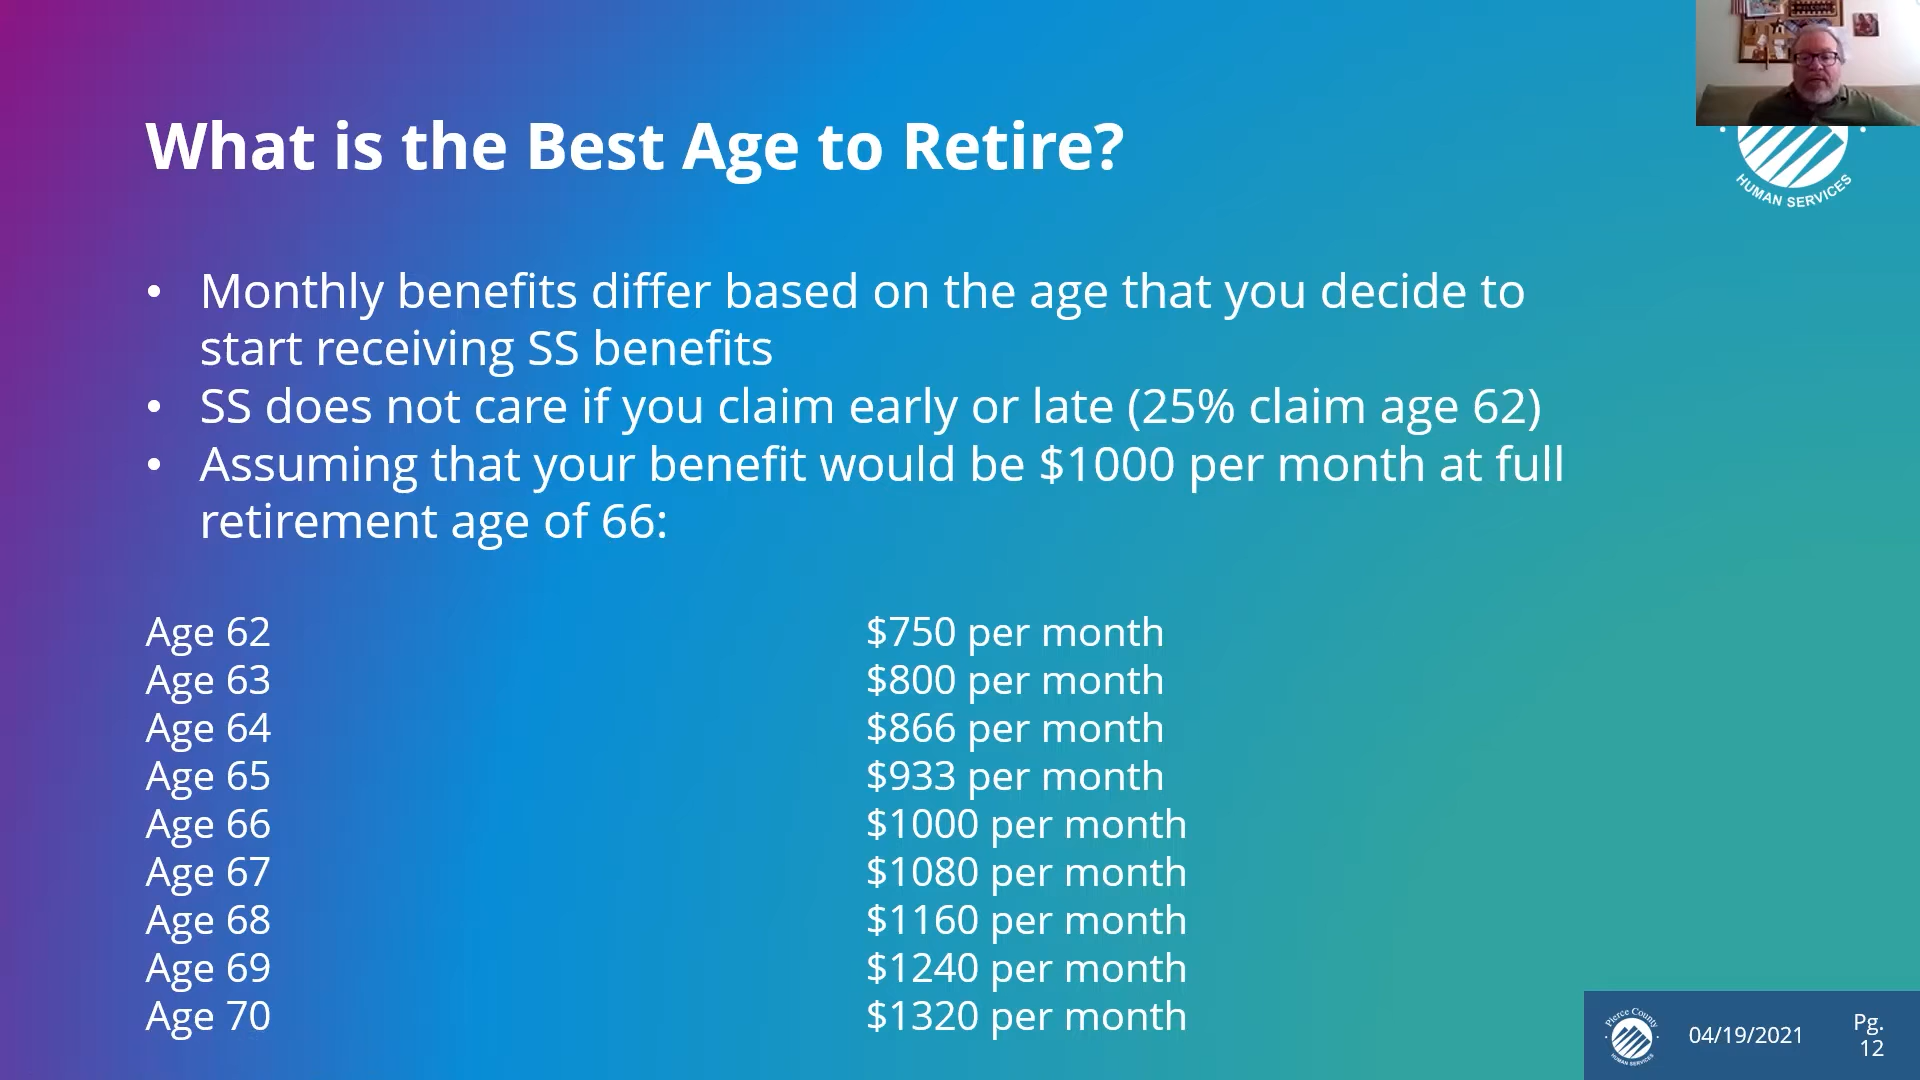 What is the Best Age to Retire?
HUMAN SERVICES
• Monthly benefits differ based on the age that you decide to
start receiving SS benefits
• SS does not care if you claim early or late (25% claim age 62)
• Assuming that your benefit would be $1000 per month at full
retirement age of 66:
Age 62 $750 per month
Age 63 $800 per month
Age 64 $866 per month
Age 65 $933 per month
Age 66 $1000 per month
Age 67 $1080 per month
Age 68 $1160 per month
Age 69 $1240 per month
Age 70 $1320 per month
Pierce County
HUMAN SERVICES
04/19/2021
Pg.
12